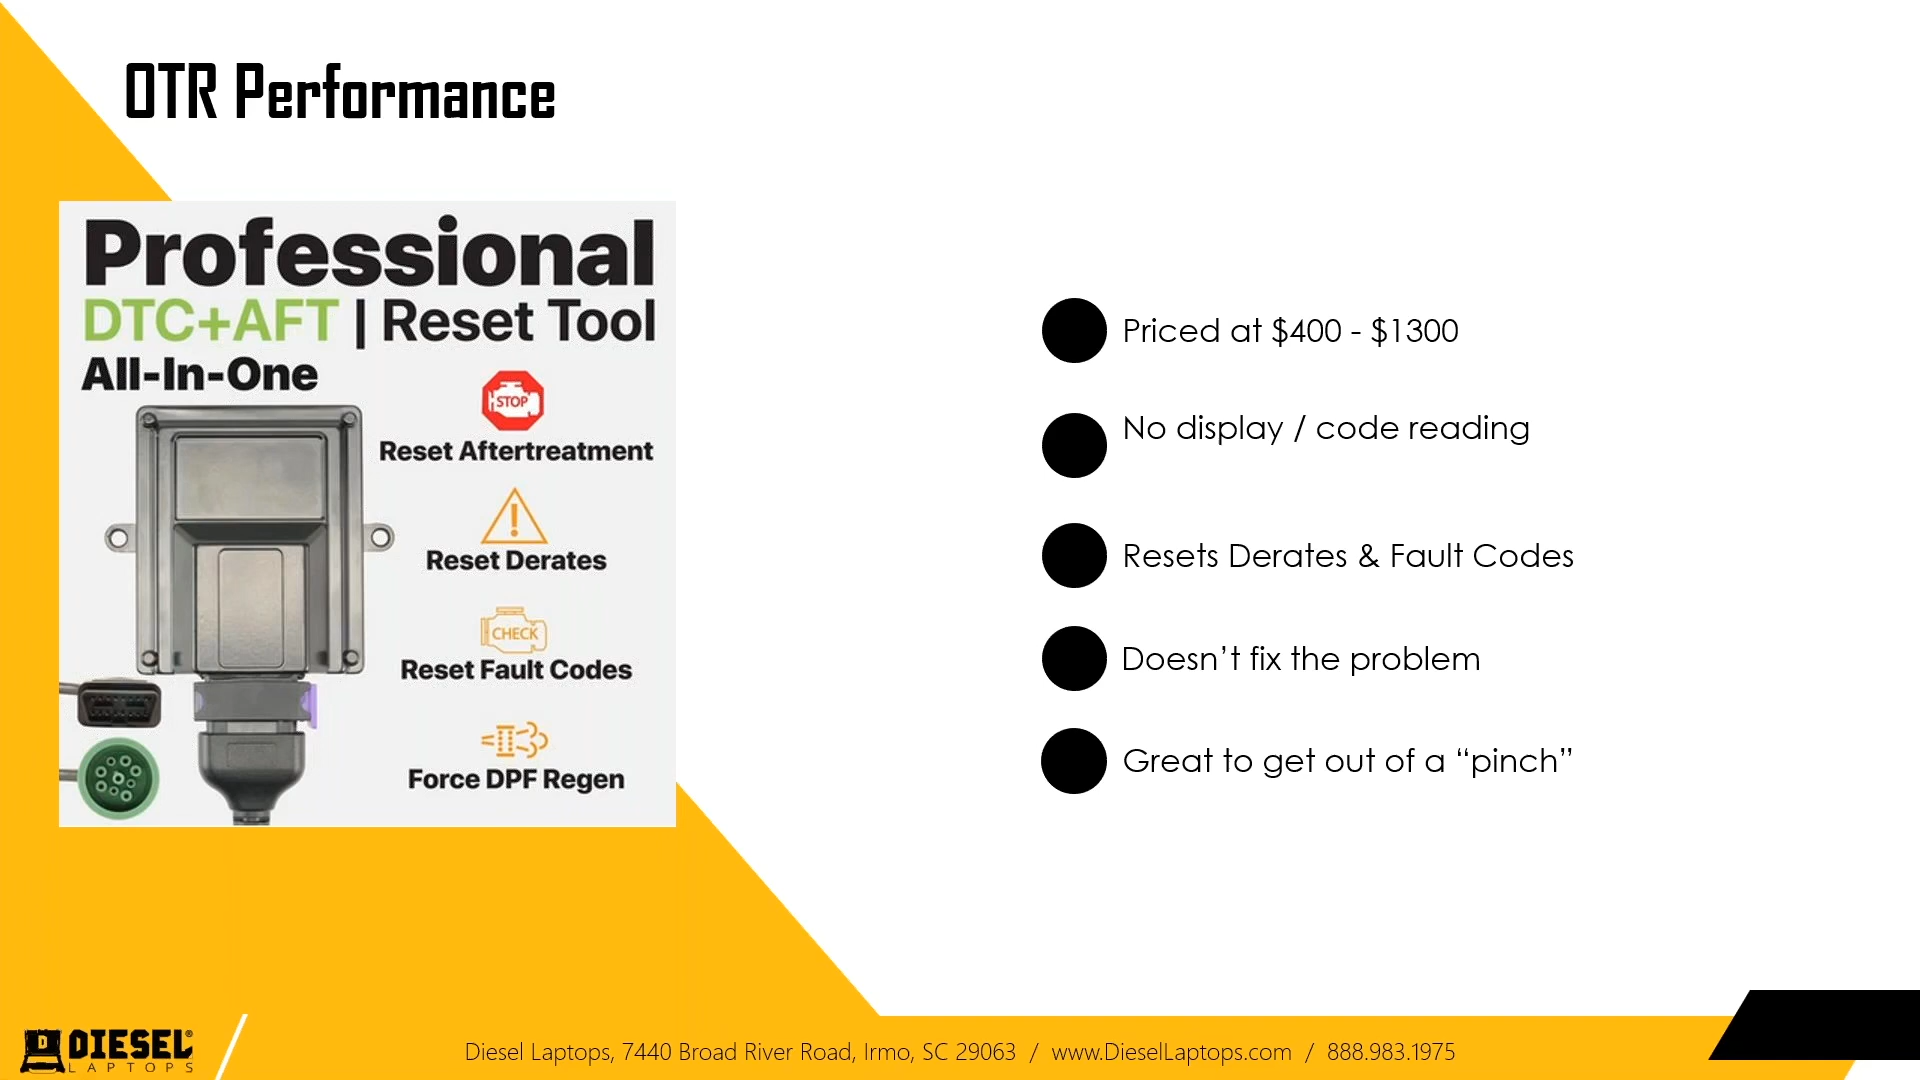 OTR Performance
Professional
DTC+AFT | Reset Tool
All-In-One
STOP
Reset Aftertreatment
Reset Derates
CHECK
Reset Fault Codes
Force DPF Regen
Priced at $400 - $1300
No display / code reading
Resets Derates & Fault Codes
Doesn’t fix the problem
Great to get out of a “pinch”
DIESEL®
LAPTOPS
Diesel Laptops, 7440 Broad River Road, Irmo, SC 29063 / www.DieselLaptops.com / 888.983.1975